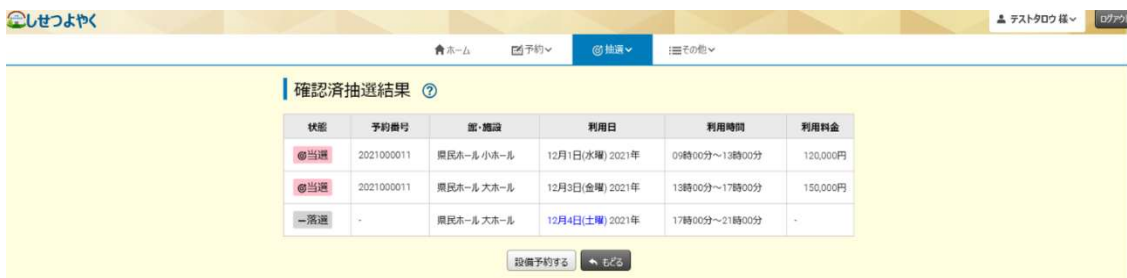 しせつよやく
テストタロウ 様
ログアウト
ホーム 予約 抽選 その他
確認済抽選結果 ?
状態 予約番号 館・施設 利用日 利用時間 利用料金
当選 2021000011 県民ホール 小ホール 12月1日(水曜) 2021年 09時00分～13時00分 120,000円
当選 2021000011 県民ホール 大ホール 12月3日(金曜) 2021年 13時00分～17時00分 150,000円
落選 - 県民ホール 大ホール 12月4日(土曜) 2021年 17時00分～21時00分 -
設備予約する もどる